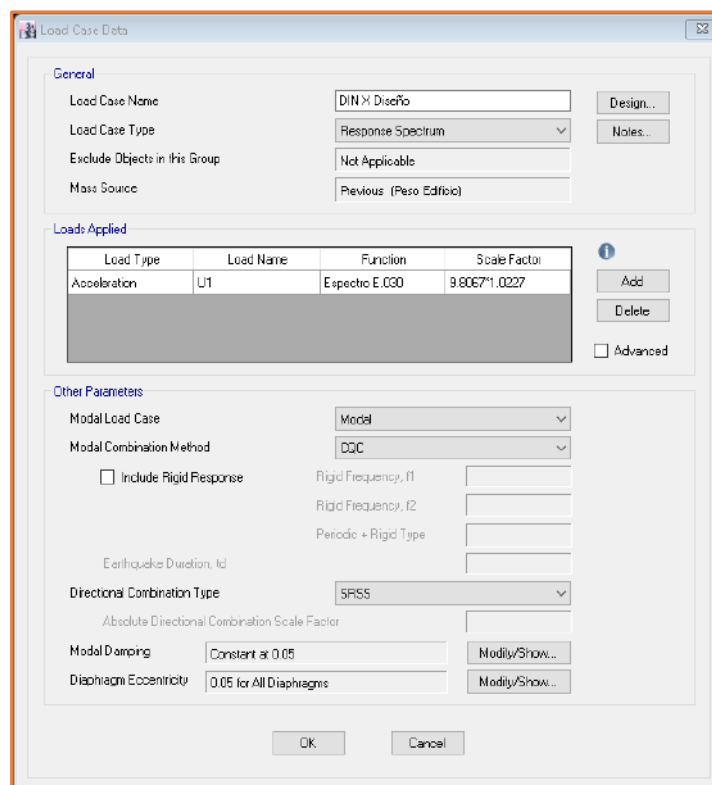 Load Case Data
General
Load Case Name DIN X Diseño Design...
Load Case Type Response Spectrum Notes...
Exclude Objects in this Group Not Applicable
Mass Source Previous (Peso Edificio)
Loads Applied
Load Type Load Name Function Scale Factor
Acceleration U1 Espectro E.030 9.8067*1.0227
Add
Delete
Advanced
Other Parameters
Modal Load Case Modal
Modal Combination Method CQC
Include Rigid Response Rigid Frequency, f1
Rigid Frequency, f2
Periodic + Rigid Type
Earthquake Duration, td
Directional Combination Type SRSS
Absolute Directional Combination Scale Factor
Modal Damping Constant at 0.05 Modify/Show...
Diaphragm Eccentricity 0.05 for All Diaphragms Modify/Show...
OK Cancel